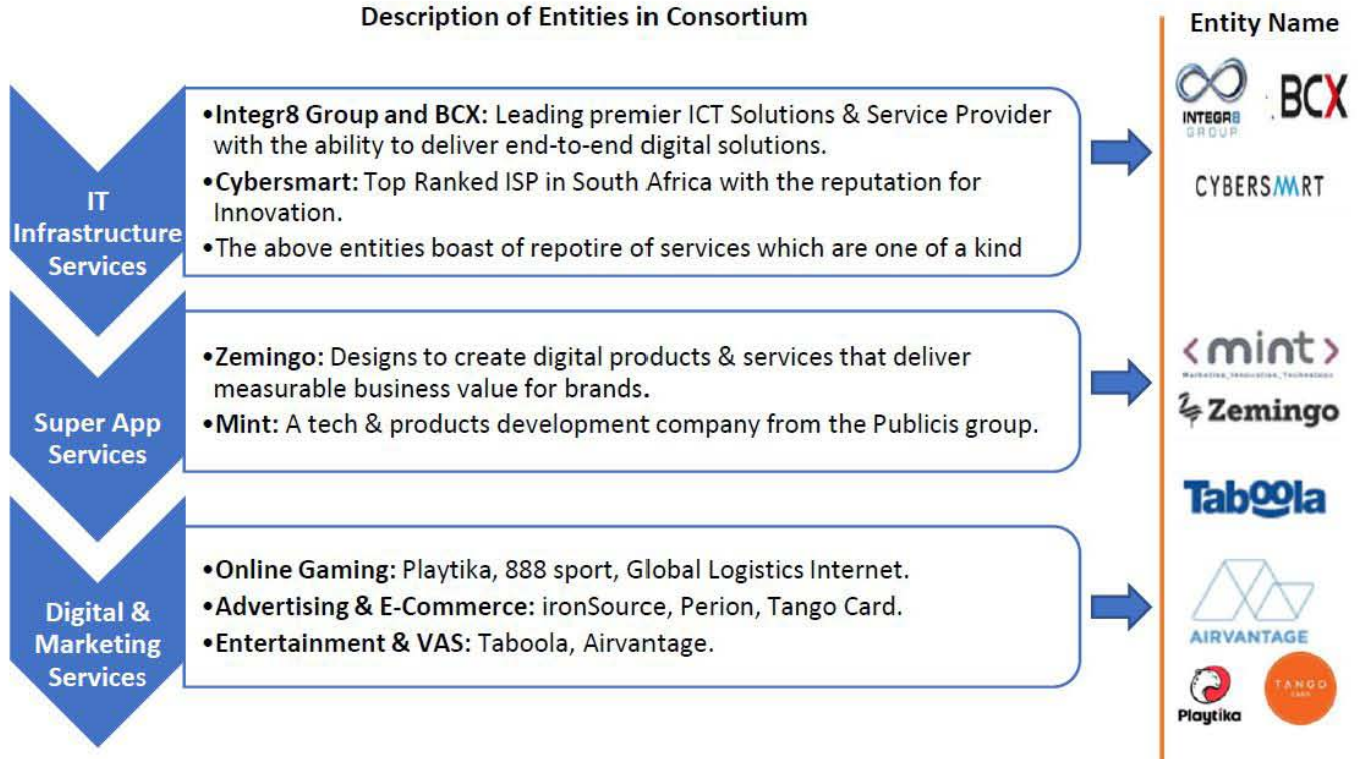 Description of Entities in Consortium
Entity Name
IT
Infrastructure
Services
•Integr8 Group and BCX: Leading premier ICT Solutions & Service Provider
with the ability to deliver end-to-end digital solutions.
•Cybersmart: Top Ranked ISP in South Africa with the reputation for
Innovation.
•The above entities boast of repotire of services which are one of a kind
INTEGR8
GROUP
BCX
CYBERSMART
Super App
Services
•Zemingo: Designs to create digital products & services that deliver
measurable business value for brands.
•Mint: A tech & products development company from the Publicis group.
<mint>
Marketing, Innovation, Technology
Zemingo
Digital &
Marketing
Services
•Online Gaming: Playtika, 888 sport, Global Logistics Internet.
•Advertising & E-Commerce: ironSource, Perion, Tango Card.
•Entertainment & VAS: Taboola, Airvantage.
Taboola
AIRVANTAGE
Playtika
TANGO
CARD